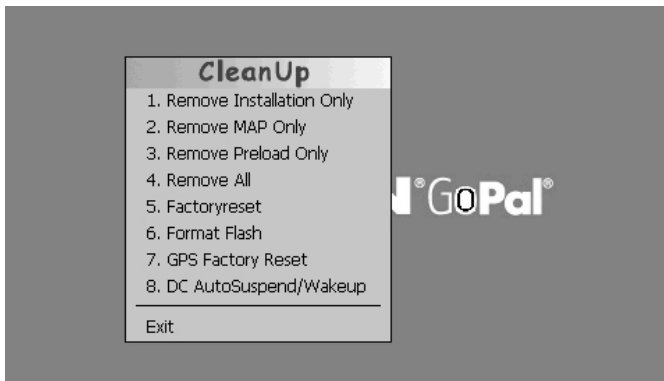 CleanUp
1. Remove Installation Only
2. Remove MAP Only
3. Remove Preload Only
4. Remove All
5. Factoryreset
6. Format Flash
7. GPS Factory Reset
8. DC AutoSuspend/Wakeup
Exit
N®GoPal®